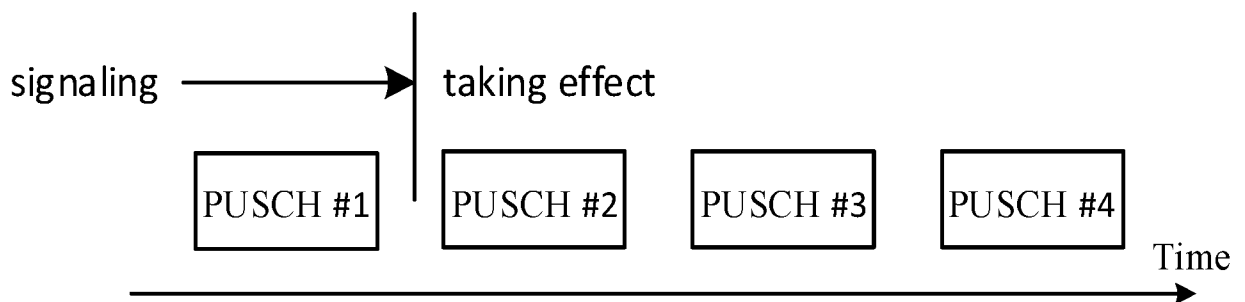 signaling
taking effect
PUSCH #1
PUSCH #2
PUSCH #3
PUSCH #4
Time